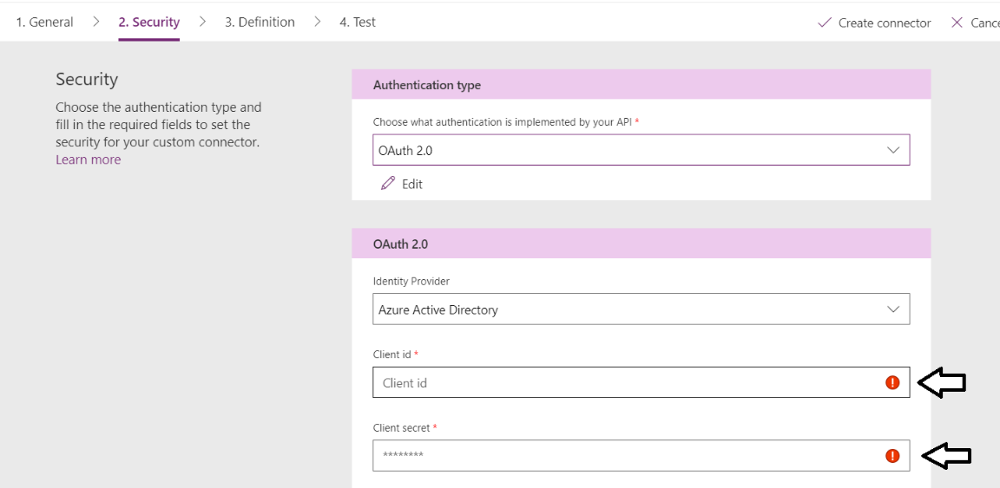 1. General
2. Security
3. Definition
4. Test
Create connector
Cance
Security
Choose the authentication type and
fill in the required fields to set the
security for your custom connector.
Learn more
Authentication type
Choose what authentication is implemented by your API *
OAuth 2.0
Edit
OAuth 2.0
Identity Provider
Azure Active Directory
Client id *
Client id
Client secret *
********